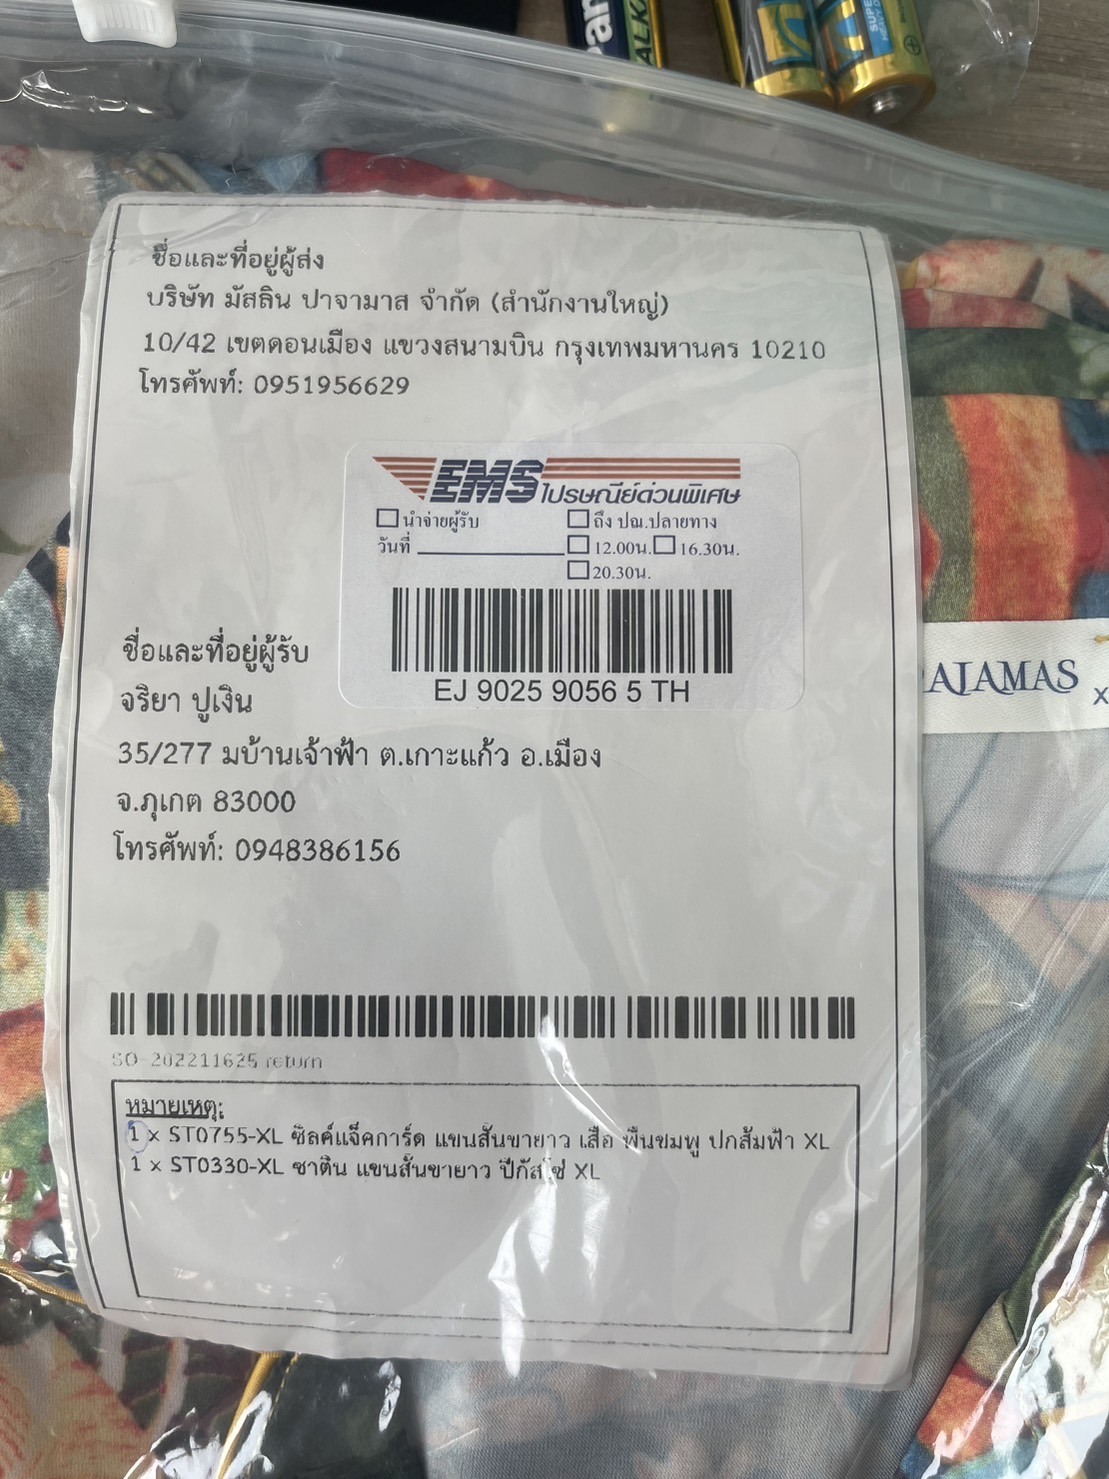 ชื่อและที่อยู่ผู้ส่ง
บริษัท มัสลิน ปาจามาส จำกัด (สำนักงานใหญ่)
10/42 เขตดอนเมือง แขวงสนามบิน กรุงเทพมหานคร 10210
โทรศัพท์: 0951956629
EMS ไปรษณีย์ด่วนพิเศษ
นำจ่ายผู้รับ ถึง ปณ.ปลายทาง
วันที่ 12.00น. 16.30น.
20.30น.
EJ 9025 9056 5 TH
ชื่อและที่อยู่ผู้รับ
จริยา ปูเงิน
35/277 มบ้านเจ้าฟ้า ต.เกาะแก้ว อ.เมือง
จ.ภูเกต 83000
โทรศัพท์: 0948386156
AJAMAS
SO-202211625 return
หมายเหตุ:
1 x ST0755-XL ซิลค์แจ็คการ์ด แขนสั้นขายาว เสือ พื้นชมพู ปกส้มฟ้า XL
1 x ST0330-XL ซาติน แขนสั้นขายาว ปีกัสโซ่ XL